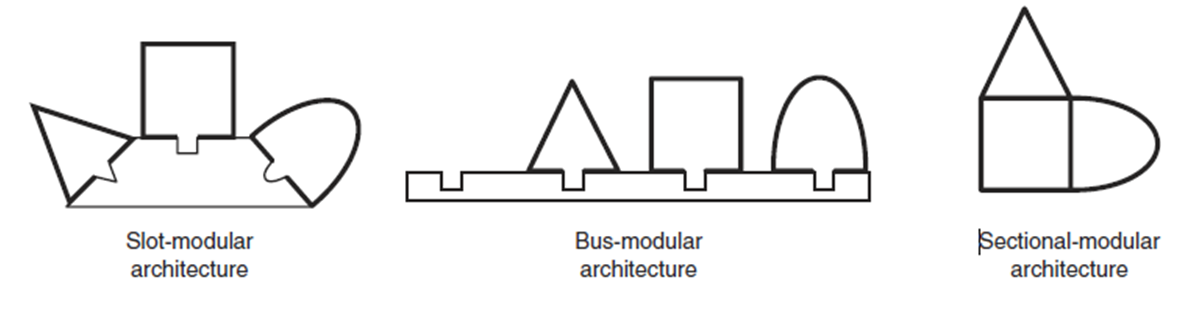 Slot-modular
architecture
Bus-modular
architecture
Sectional-modular
architecture